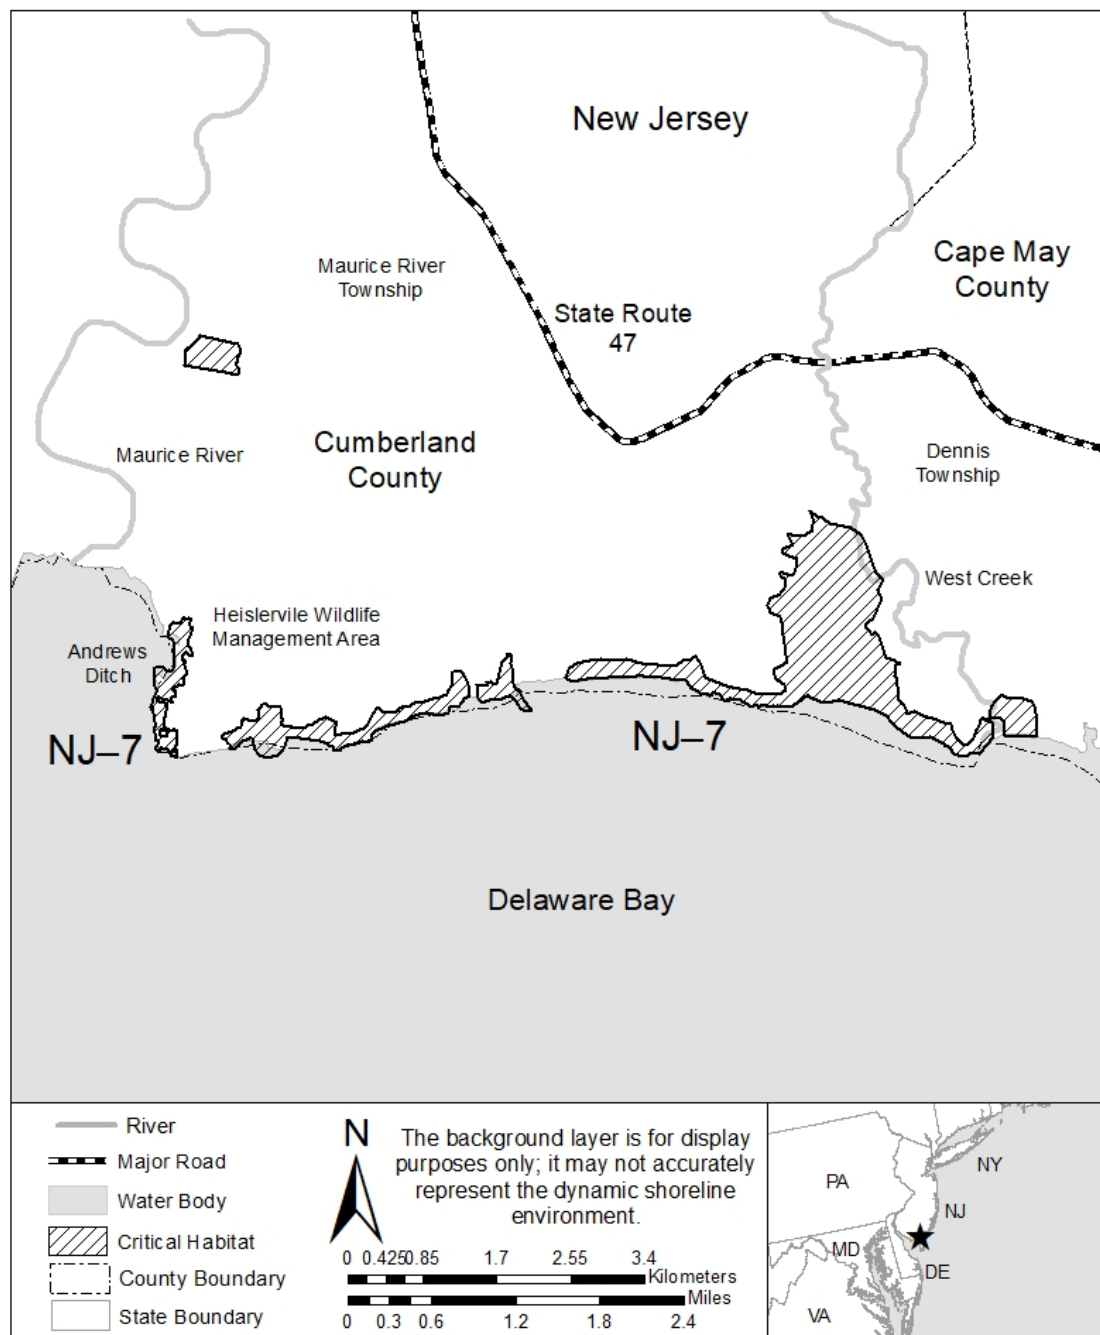 New Jersey
Cape May
County
Maurice River
Township
State Route
47
Cumberland
County
Maurice River
Dennis
Township
West Creek
Heislervile Wildlife
Management Area
Andrews
Ditch
NJ–7
NJ–7
Delaware Bay
River
Major Road
Water Body
Critical Habitat
County Boundary
State Boundary
N
The background layer is for display
purposes only; it may not accurately
represent the dynamic shoreline
environment.
0 0.425 0.85 1.7 2.55 3.4
Kilometers
Miles
0 0.3 0.6 1.2 1.8 2.4
NY
PA
NJ
MD
DE
VA